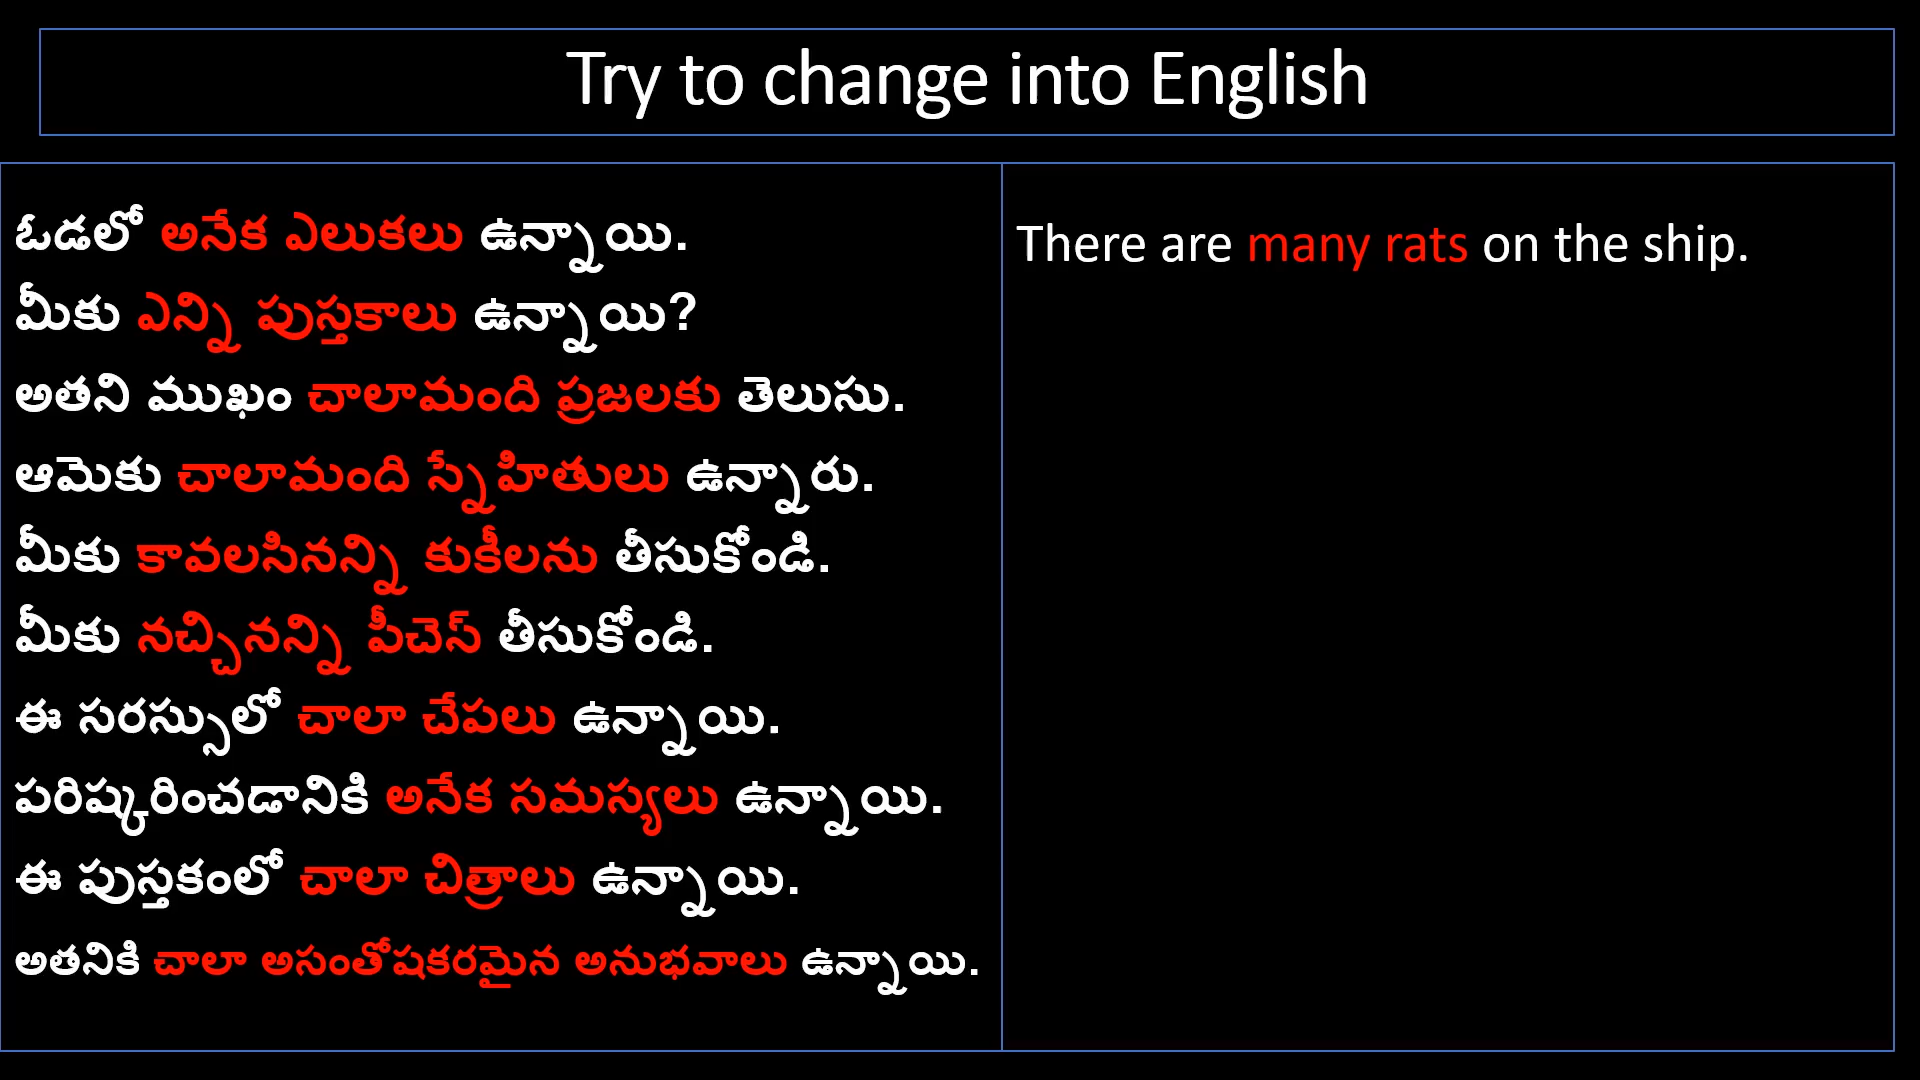 Try to change into English
ఓడలో అనేక ఎలుకలు ఉన్నాయి.
మీకు ఎన్ని పుస్తకాలు ఉన్నాయి?
అతని ముఖం చాలామంది ప్రజలకు తెలుసు.
ఆమెకు చాలామంది స్నేహితులు ఉన్నారు.
మీకు కావలసినన్ని కుకీలను తీసుకోండి.
మీకు నచ్చినన్ని పీచెస్ తీసుకోండి.
ఈ సరస్సులో చాలా చేపలు ఉన్నాయి.
పరిష్కరించడానికి అనేక సమస్యలు ఉన్నాయి.
ఈ పుస్తకంలో చాలా చిత్రాలు ఉన్నాయి.
అతనికి చాలా అసంతోషకరమైన అనుభవాలు ఉన్నాయి.
There are many rats on the ship.